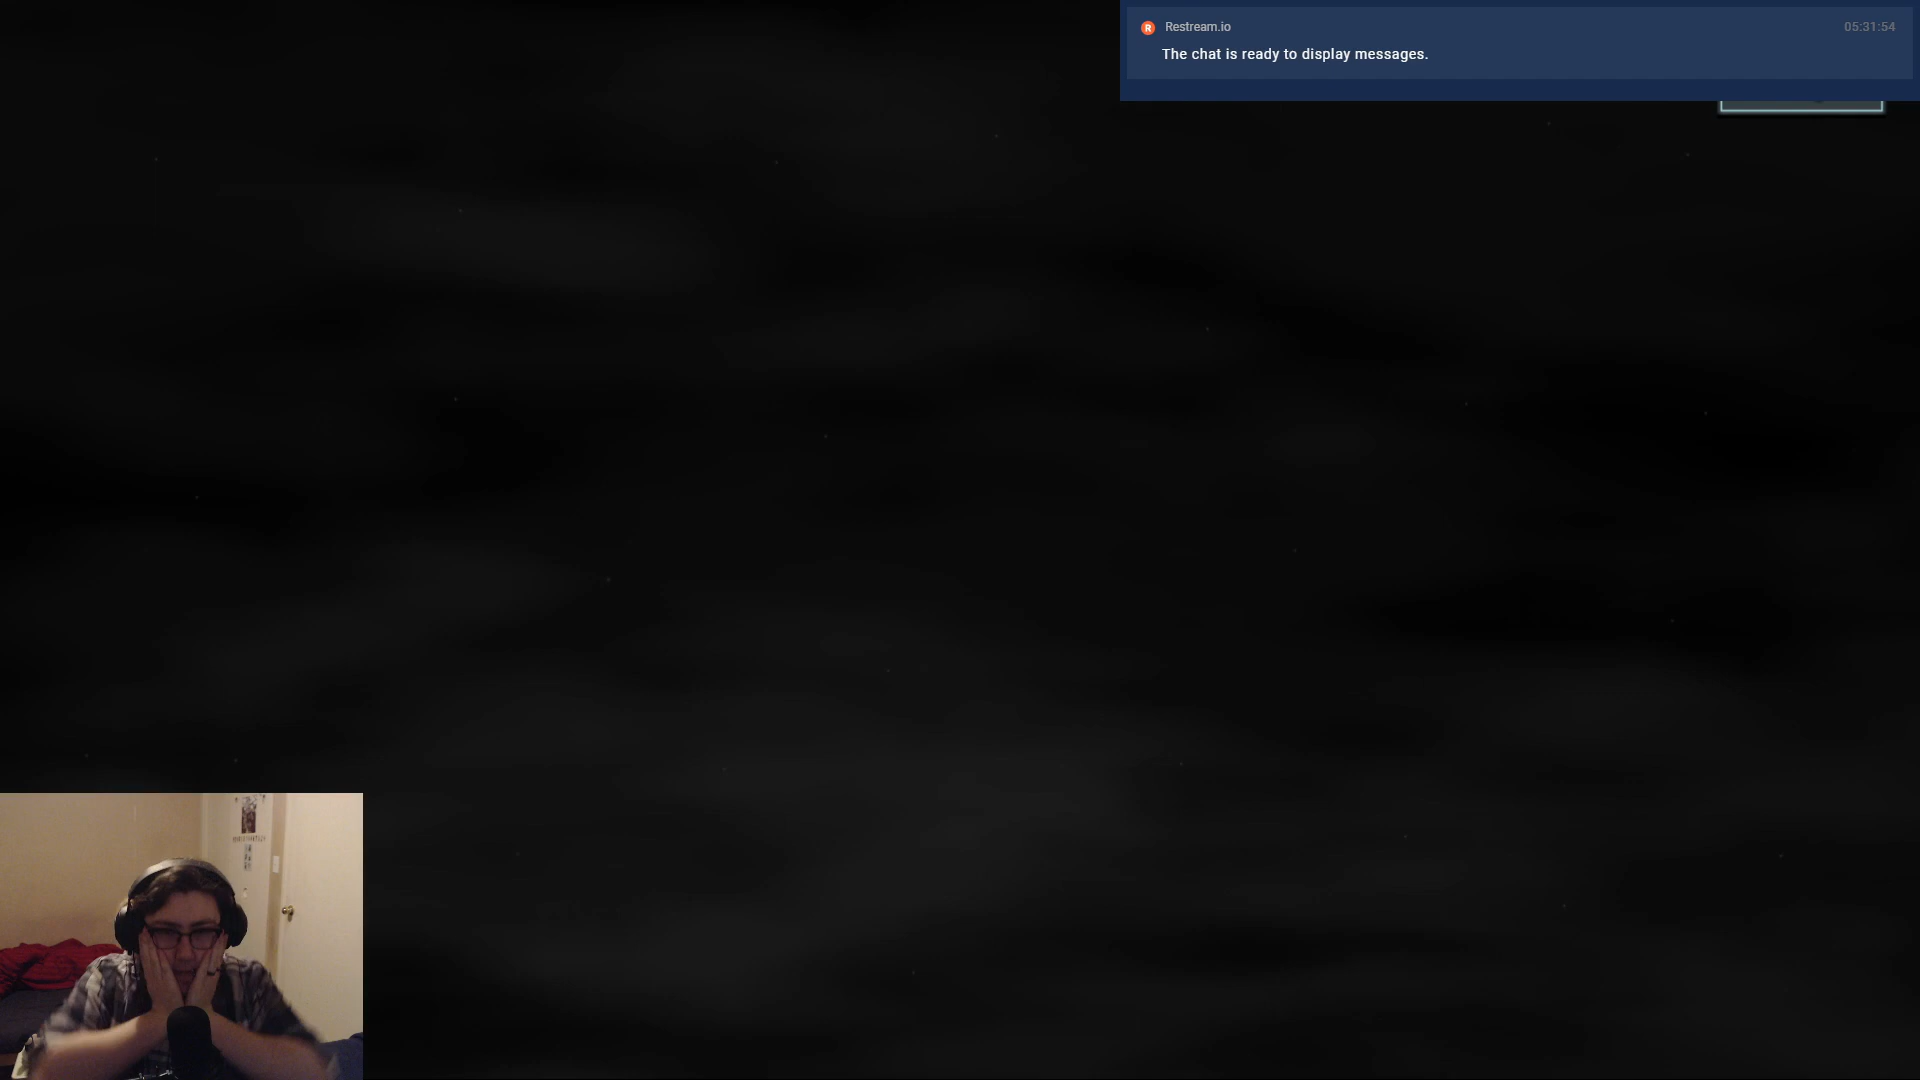 Restream.io
05:31:54
The chat is ready to display messages.